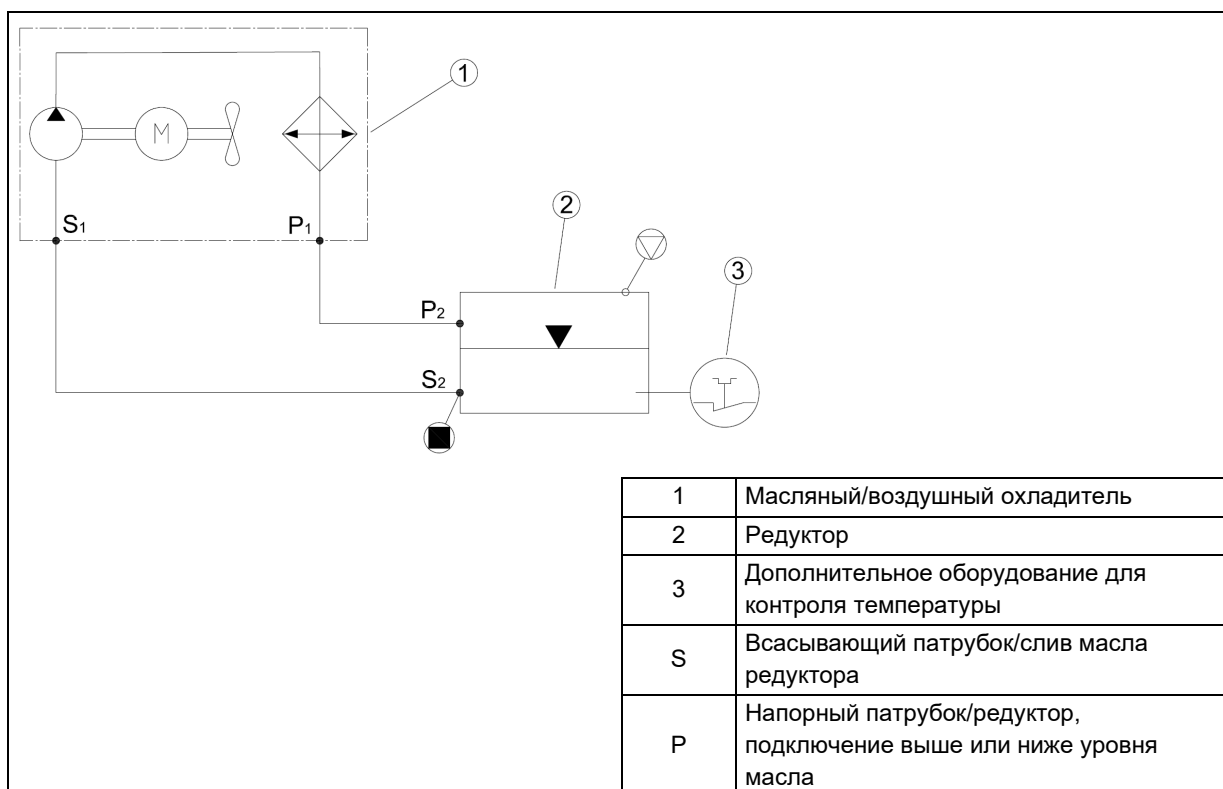 1
M
S1
P1
2
3
P2
S2
1 Масляный/воздушный охладитель
2 Редуктор
3 Дополнительное оборудование для
контроля температуры
S Всасывающий патрубок/слив масла
редуктора
P Напорный патрубок/редуктор,
подключение выше или ниже уровня
масла